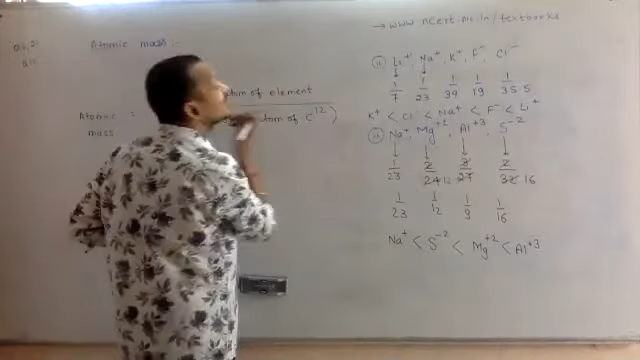 → www ncert.nic.in/textbooks
Atomic mass :-
(i) Li⁺, Na⁺, K⁺, F⁻, Cl⁻
1/7 1/23 1/39 1/19 1/35.5
K⁺ < Cl⁻ < Na⁺ < F⁻ < Li⁺
(ii) Na⁺, Mg⁺², Al⁺³, S⁻²
1/23 2/24 12 3/27 2/32 16
1/23 1/12 1/9 1/16
Na⁺ < S⁻² < Mg⁺² < Al⁺³
atom of element
Atomic mass =
atom of C¹²)